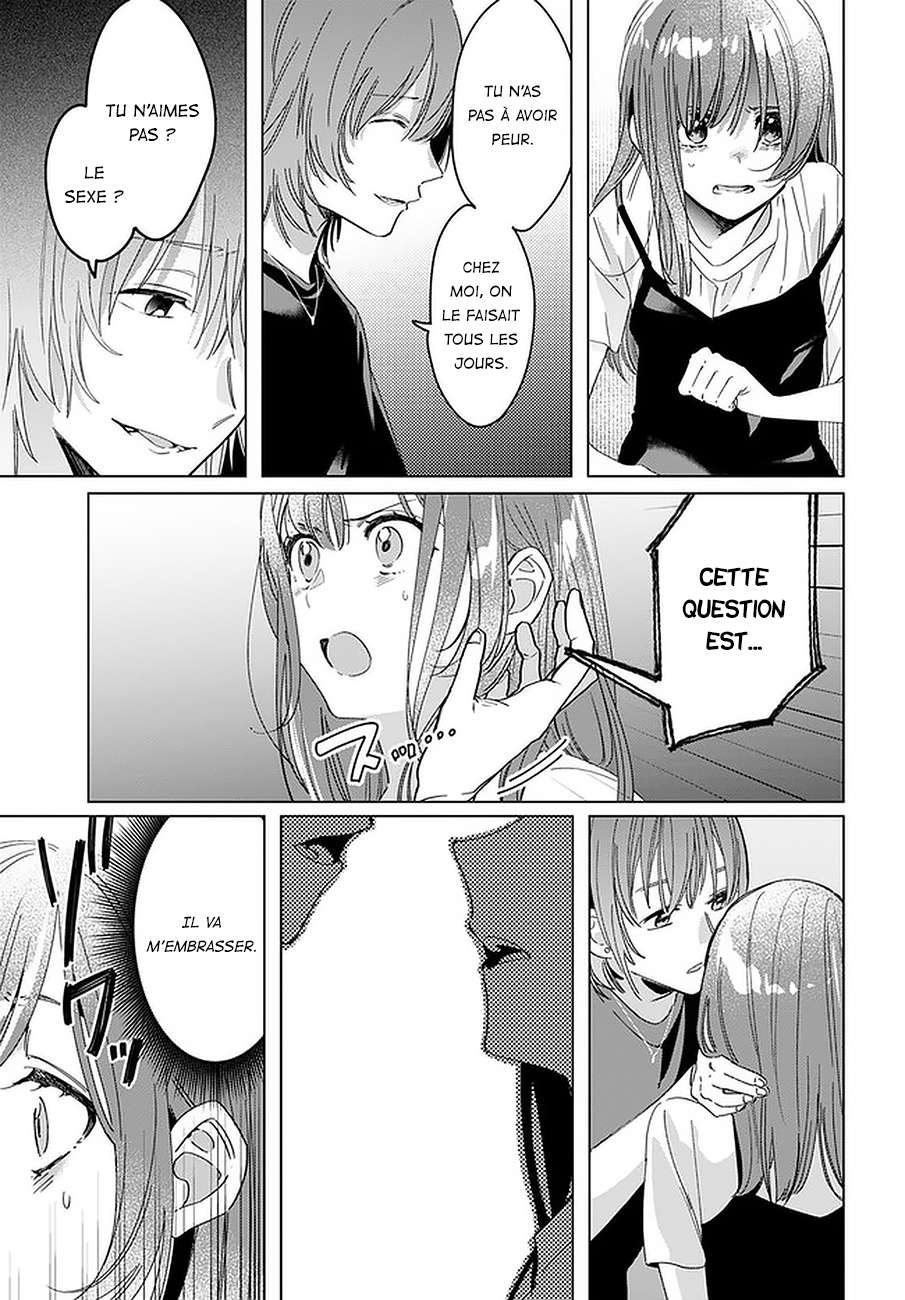 TU N'AS
PAS À AVOIR
PEUR.
CHEZ
MOI, ON
LE FAISAIT
TOUS LES
JOURS.
TU N'AIMES
PAS ?
LE
SEXE ?
CETTE
QUESTION
EST...
IL VA
M'EMBRASSER.